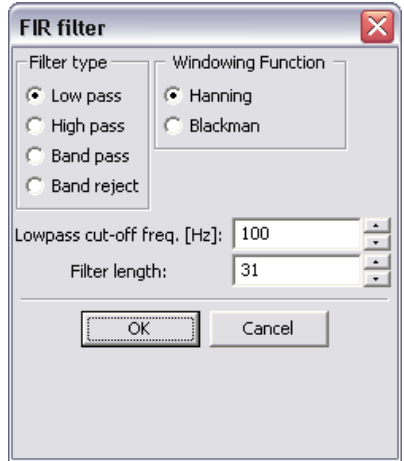 FIR filter
Filter type
Windowing Function
Low pass
Hanning
High pass
Blackman
Band pass
Band reject
Lowpass cut-off freq. [Hz]: 100
Filter length: 31
OK Cancel